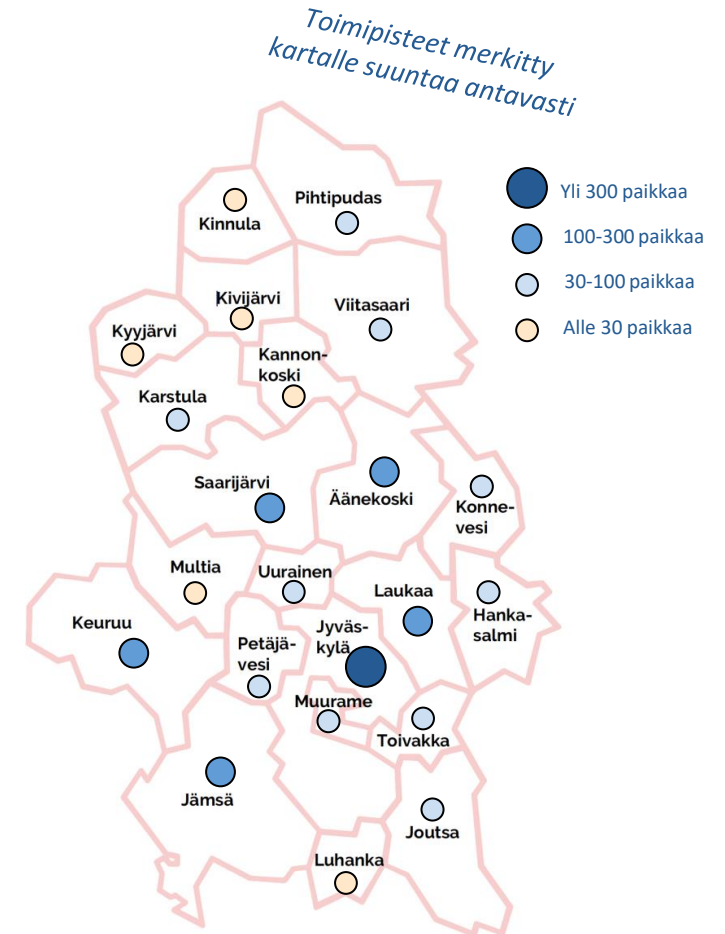 Toimipisteet merkitty
kartalle suuntaa antavasti
Yli 300 paikkaa
100-300 paikkaa
30-100 paikkaa
Alle 30 paikkaa
Pihtipudas
Kinnula
Kivijärvi
Viitasaari
Kyyjärvi
Kannon-
koski
Karstula
Saarijärvi
Äänekoski
Konne-
vesi
Multia
Uurainen
Laukaa
Hanka-
salmi
Keuruu
Jyväs-
kylä
Petäjä-
vesi
Muurame
Toivakka
Jämsä
Joutsa
Luhanka